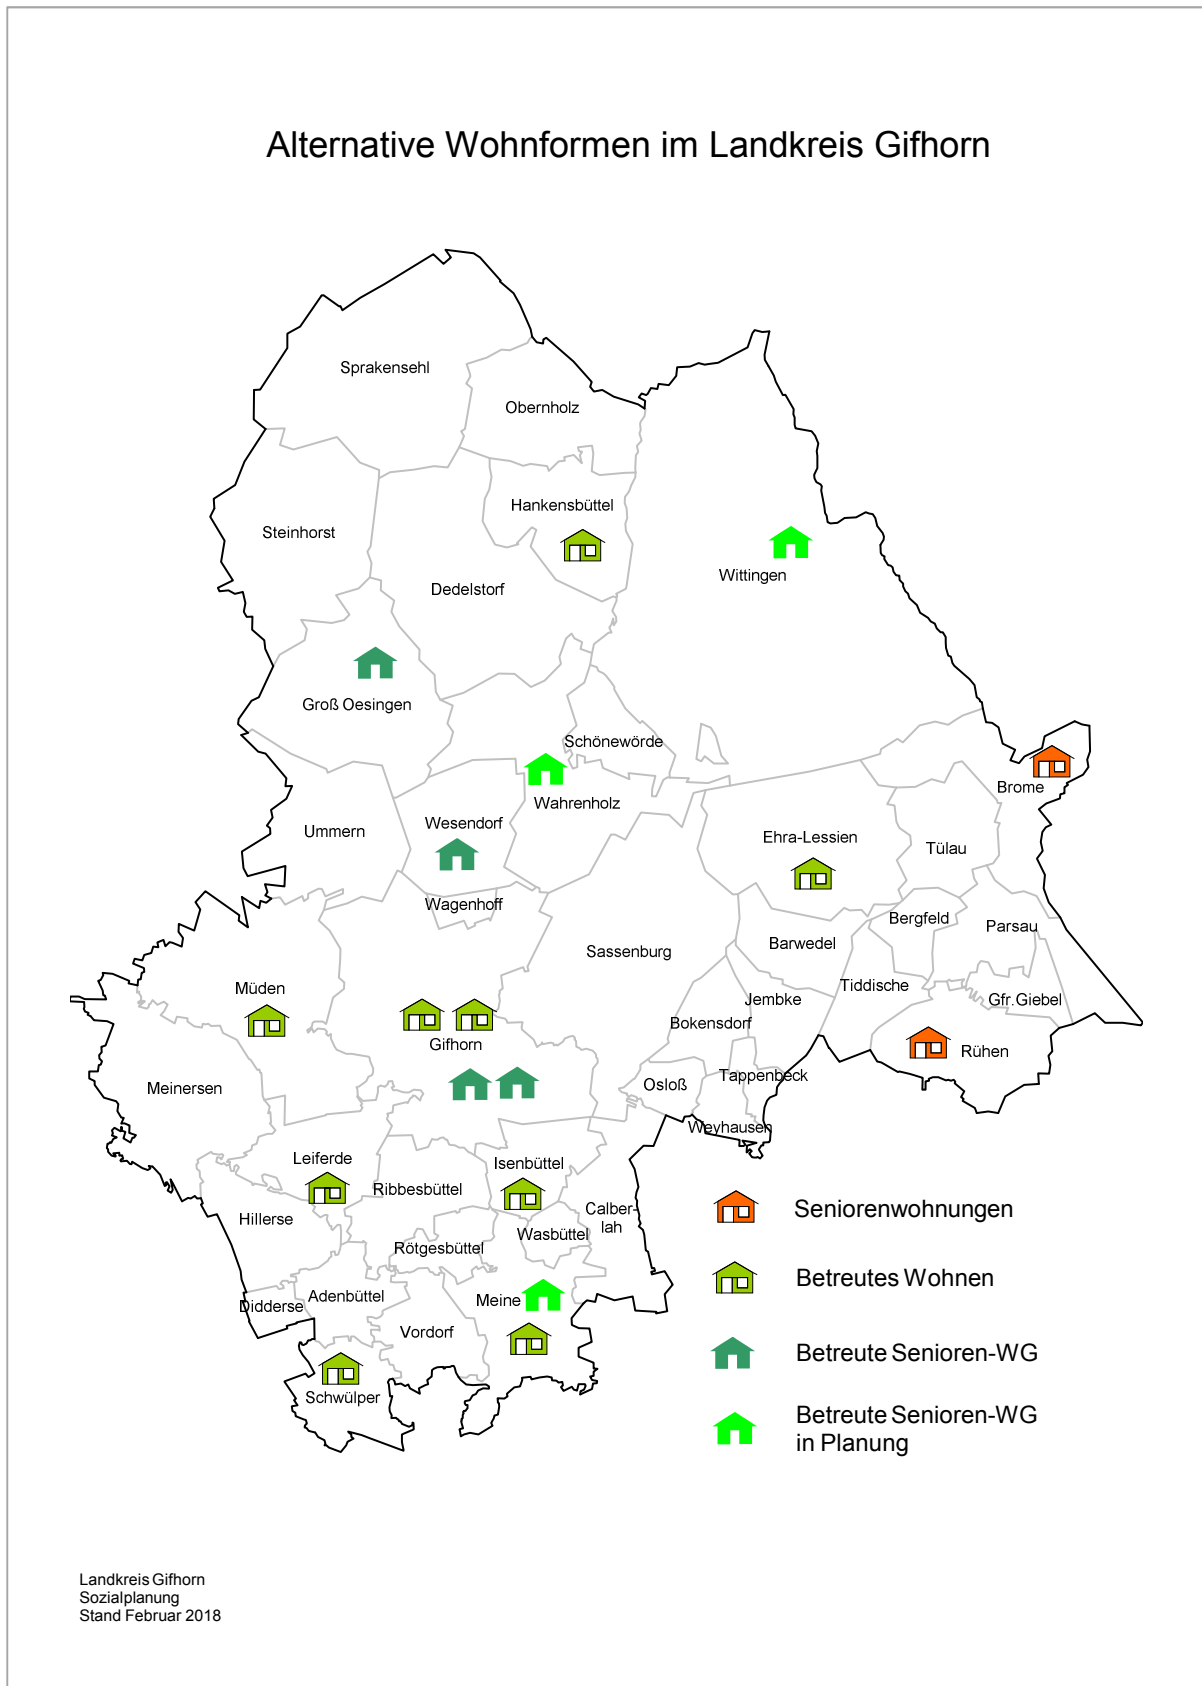 Alternative Wohnformen im Landkreis Gifhorn
Sprakensehl
Obernholz
Hankensbüttel
Steinhorst
Wittingen
Dedelstorf
Groß Oesingen
Schönewörde
Brome
Wahrenholz
Wesendorf
Ummern
Ehra-Lessien
Tülau
Wagenhoff
Bergfeld
Parsau
Barwedel
Sassenburg
Tiddische
Müden
Jembke
Gfr.Giebel
Bokensdorf
Gifhorn
Rühen
Meinersen
Osloß
Tappenbeck
Weyhausen
Leiferde
Isenbüttel
Ribbesbüttel
Calber-
lah
Hillerse
Wasbüttel
Rötgesbüttel
Adenbüttel
Meine
Didderse
Vordorf
Schwülper
Seniorenwohnungen
Betreutes Wohnen
Betreute Senioren-WG
Betreute Senioren-WG
in Planung
Landkreis Gifhorn
Sozialplanung
Stand Februar 2018